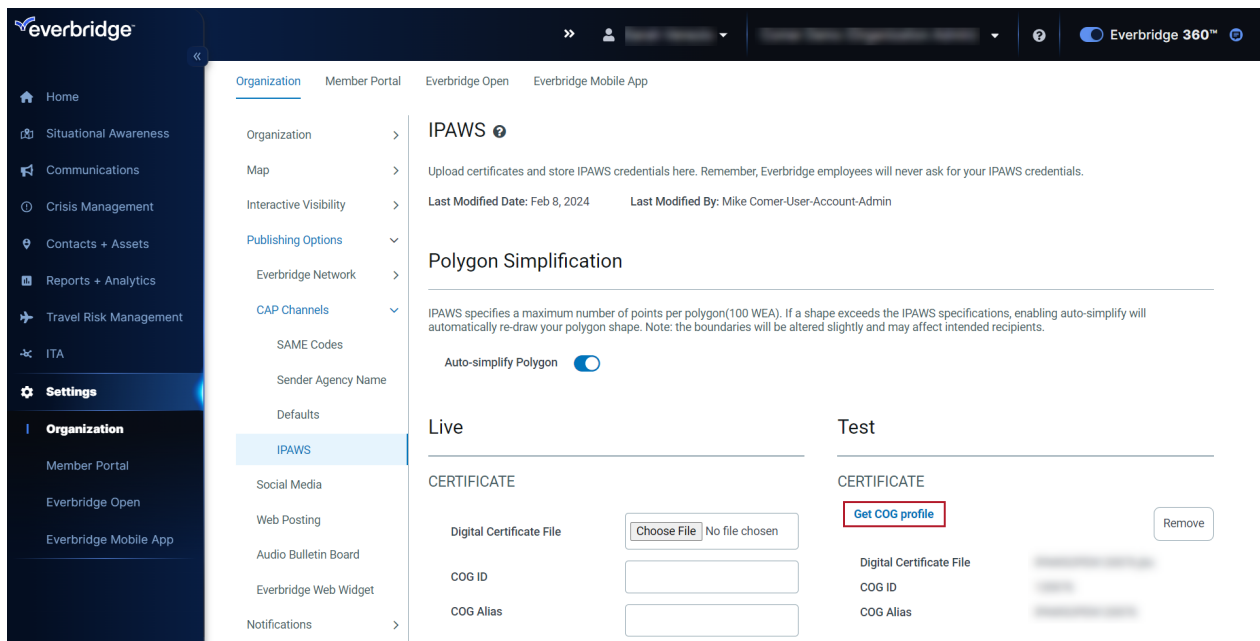 everbridge™
Everbridge 360™
Home
Situational Awareness
Communications
Crisis Management
Contacts + Assets
Reports + Analytics
Travel Risk Management
ITA
Settings
Organization
Member Portal
Everbridge Open
Everbridge Mobile App
Organization Member Portal Everbridge Open Everbridge Mobile App
Organization
Map
Interactive Visibility
Publishing Options
Everbridge Network
CAP Channels
SAME Codes
Sender Agency Name
Defaults
IPAWS
Social Media
Web Posting
Audio Bulletin Board
Everbridge Web Widget
Notifications
IPAWS
Upload certificates and store IPAWS credentials here. Remember, Everbridge employees will never ask for your IPAWS credentials.
Last Modified Date: Feb 8, 2024 Last Modified By: Mike Comer-User-Account-Admin
Polygon Simplification
IPAWS specifies a maximum number of points per polygon(100 WEA). If a shape exceeds the IPAWS specifications, enabling auto-simplify will
automatically re-draw your polygon shape. Note: the boundaries will be altered slightly and may affect intended recipients.
Auto-simplify Polygon
Live
CERTIFICATE
Digital Certificate File Choose File No file chosen
COG ID
COG Alias
Test
CERTIFICATE
Get COG profile
Remove
Digital Certificate File
COG ID
COG Alias